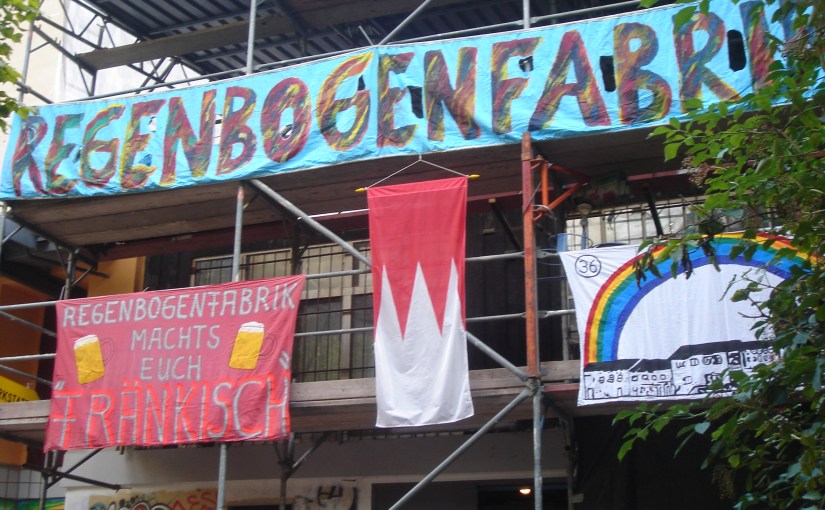 REGENBOGENFABRIK
REGENBOGENFABRIK
MACHTS
EUCH
"FRÄNKISCH"
36